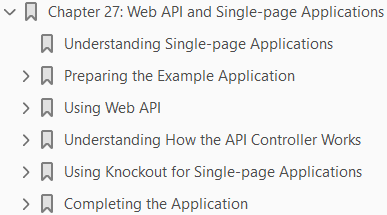 Chapter 27: Web API and Single-page Applications
Understanding Single-page Applications
Preparing the Example Application
Using Web API
Understanding How the API Controller Works
Using Knockout for Single-page Applications
Completing the Application